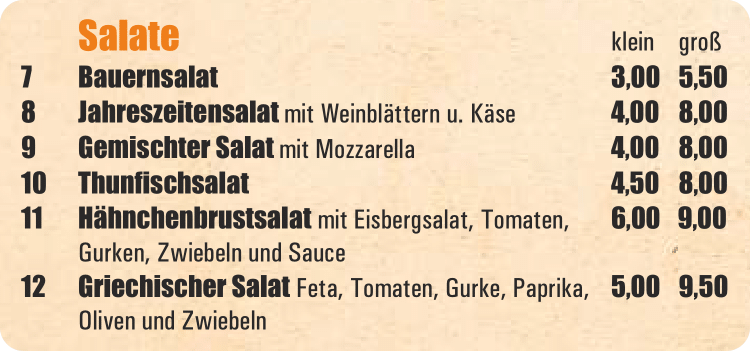 Salate klein groß
7 Bauernsalat 3,00 5,50
8 Jahreszeitensalat mit Weinblättern u. Käse 4,00 8,00
9 Gemischter Salat mit Mozzarella 4,00 8,00
10 Thunfischsalat 4,50 8,00
11 Hähnchenbrustsalat mit Eisbergsalat, Tomaten, 6,00 9,00
Gurken, Zwiebeln und Sauce
12 Griechischer Salat Feta, Tomaten, Gurke, Paprika, 5,00 9,50
Oliven und Zwiebeln